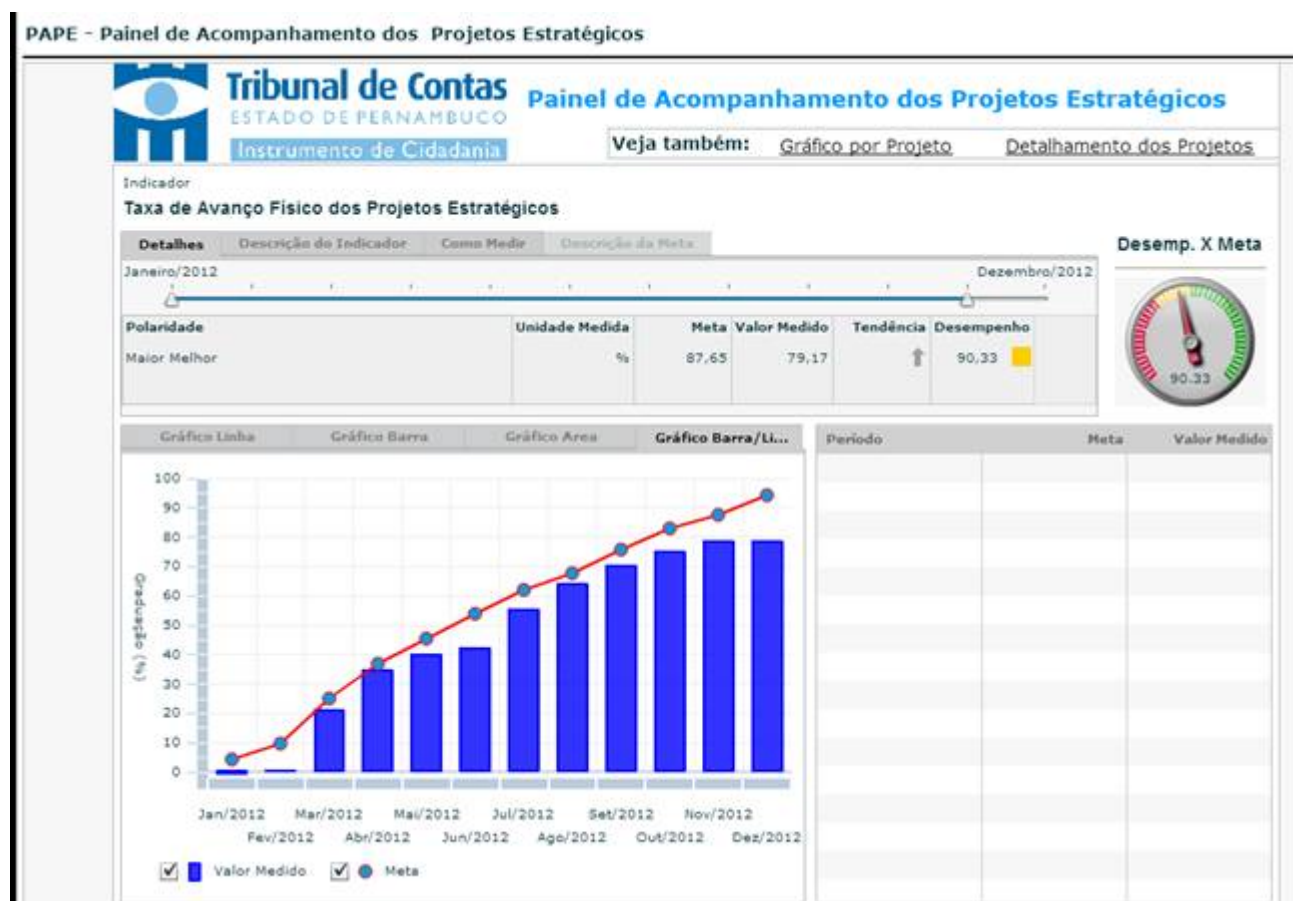 PAPE - Painel de Acompanhamento dos Projetos Estratégicos
Tribunal de Contas
ESTADO DE PERNAMBUCO
Instrumento de Cidadania
Painel de Acompanhamento dos Projetos Estratégicos
Veja também: Gráfico por Projeto Detalhamento dos Projetos
Indicador
Taxa de Avanço Físico dos Projetos Estratégicos
Detalhes Descrição do Indicador Como Medir Descrição da Meta
Desemp. X Meta
Janeiro/2012 Dezembro/2012
Polaridade Unidade Medida Meta Valor Medido Tendência Desempenho
Maior Melhor % 87,65 79,17 90,33
90.33
Gráfico Linha Gráfico Barra Gráfico Area Gráfico Barra/Li...
Período Meta Valor Medido
100
90
80
70
60
50
40
30
20
10
0
Graduação (%)
Jan/2012 Mar/2012 Mai/2012 Jul/2012 Set/2012 Nov/2012
Fev/2012 Abr/2012 Jun/2012 Ago/2012 Out/2012 Dez/2012
Valor Medido Meta